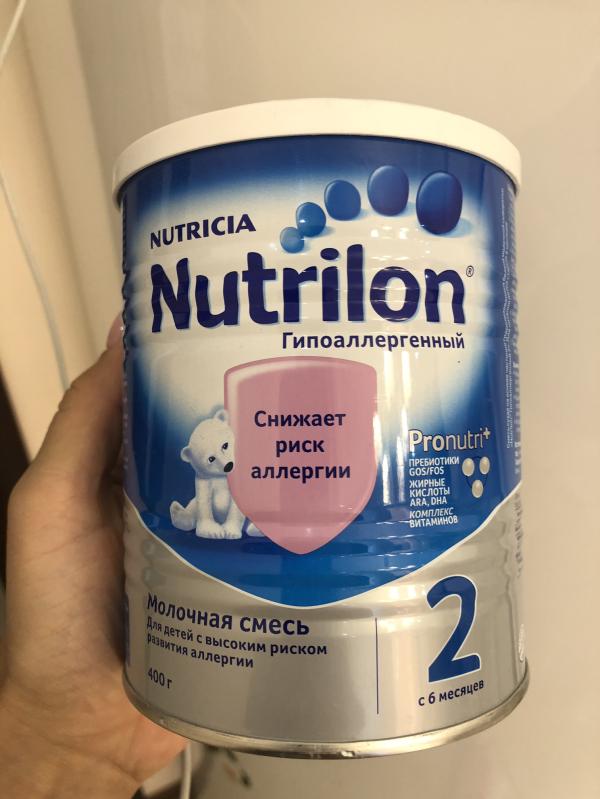 NUTRICIA
Nutrilon®
Гипоаллергенный
Снижает
риск
аллергии
Pronutri+
ПРЕБИОТИКИ
GOS/FOS
ЖИРНЫЕ
КИСЛОТЫ
ARA, DHA
КОМПЛЕКС
ВИТАМИНОВ
Молочная смесь
Для детей с высоким риском
развития аллергии
400 г
2
с 6 месяцев